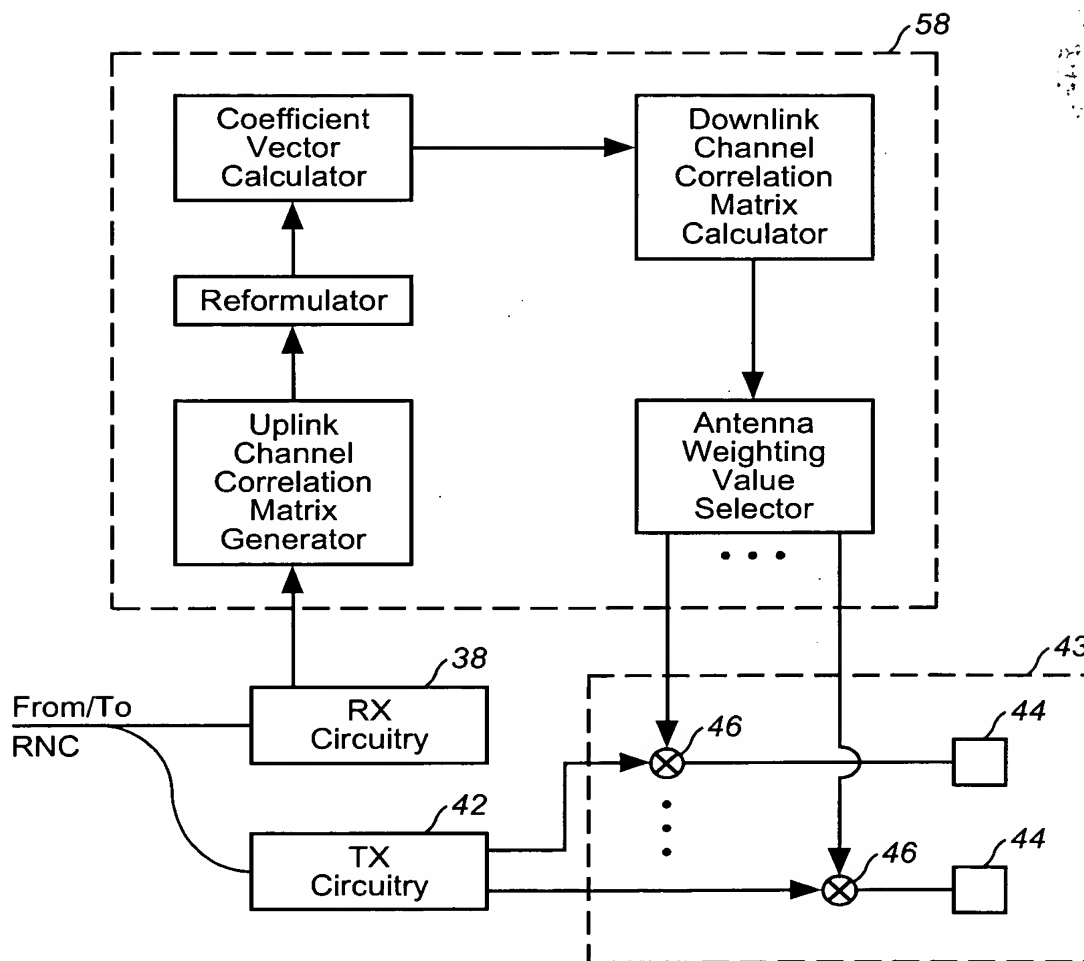 58
Coefficient
Vector
Calculator
Downlink
Channel
Correlation
Matrix
Calculator
Reformulator
Uplink
Channel
Correlation
Matrix
Generator
Antenna
Weighting
Value
Selector
38
43
From/To
RNC
RX
Circuitry
46
44
42
TX
Circuitry
46
44